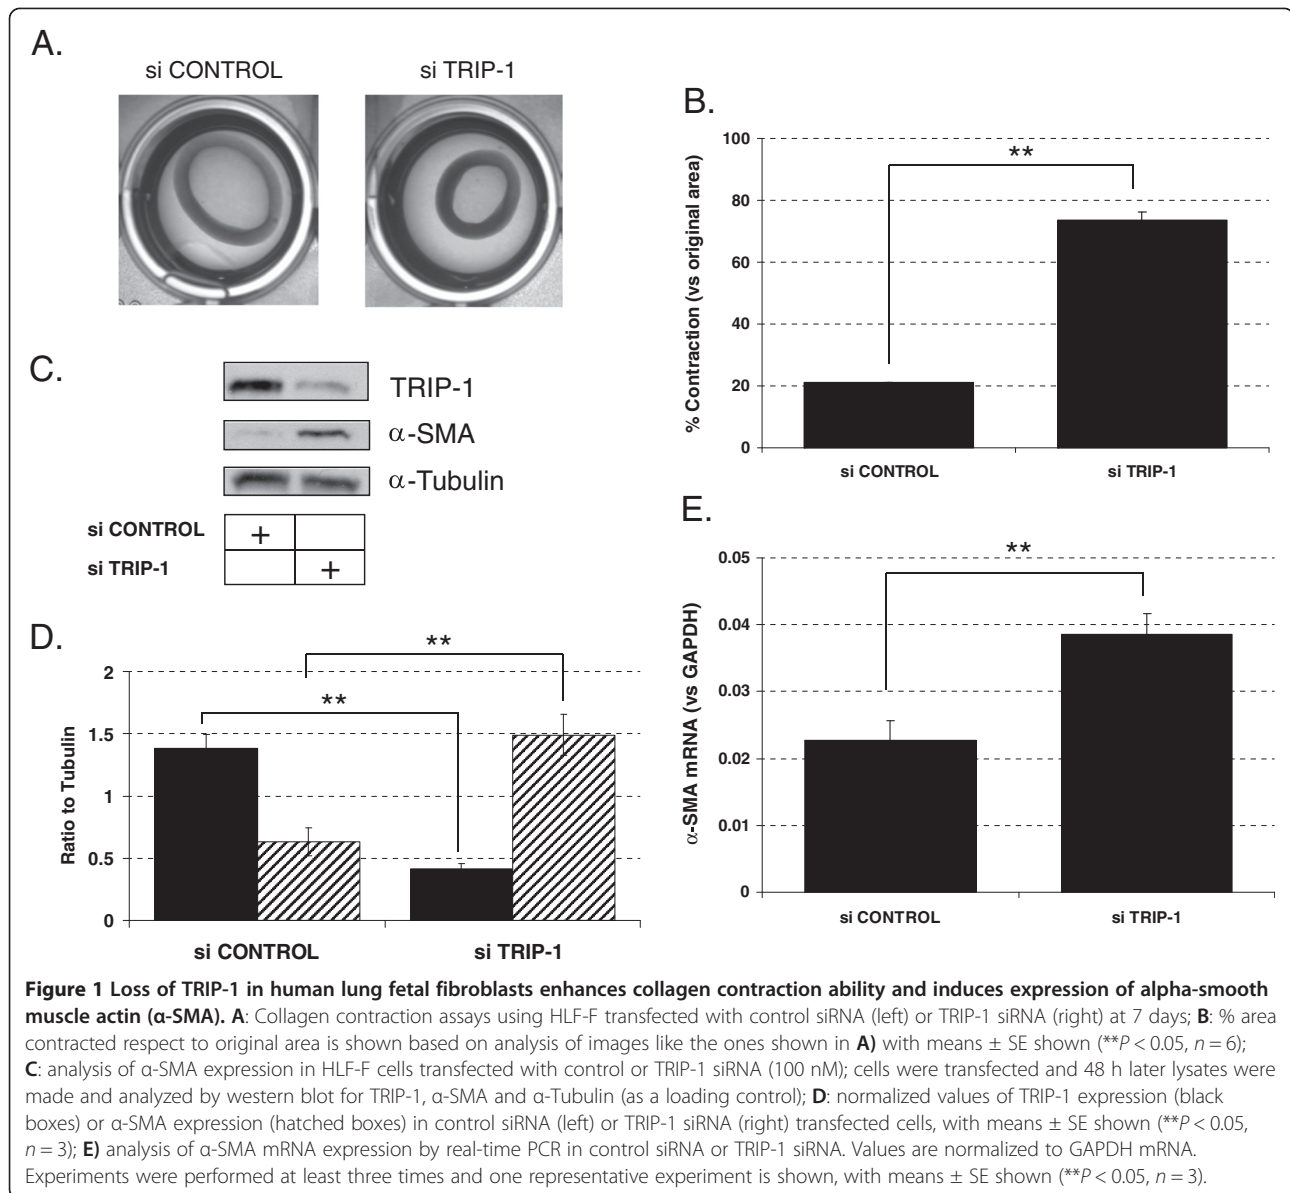 A.
si CONTROL
si TRIP-1
B.
% Contraction (vs original area)
100
80
60
40
20
0
**
si CONTROL
si TRIP-1
C.
TRIP-1
α-SMA
α-Tubulin
si CONTROL +
si TRIP-1 +
D.
Ratio to Tubulin
2
1.5
1
0.5
0
**
**
si CONTROL
si TRIP-1
E.
α-SMA mRNA (vs GAPDH)
0.05
0.04
0.03
0.02
0.01
0
**
si CONTROL
si TRIP-1
Figure 1 Loss of TRIP-1 in human lung fetal fibroblasts enhances collagen contraction ability and induces expression of alpha-smooth
muscle actin (α-SMA). A: Collagen contraction assays using HLF-F transfected with control siRNA (left) or TRIP-1 siRNA (right) at 7 days; B: % area
contracted respect to original area is shown based on analysis of images like the ones shown in A) with means ± SE shown (**P < 0.05, n = 6);
C: analysis of α-SMA expression in HLF-F cells transfected with control or TRIP-1 siRNA (100 nM); cells were transfected and 48 h later lysates were
made and analyzed by western blot for TRIP-1, α-SMA and α-Tubulin (as a loading control); D: normalized values of TRIP-1 expression (black
boxes) or α-SMA expression (hatched boxes) in control siRNA (left) or TRIP-1 siRNA (right) transfected cells, with means ± SE shown (**P < 0.05,
n = 3); E) analysis of α-SMA mRNA expression by real-time PCR in control siRNA or TRIP-1 siRNA. Values are normalized to GAPDH mRNA.
Experiments were performed at least three times and one representative experiment is shown, with means ± SE shown (**P < 0.05, n = 3).